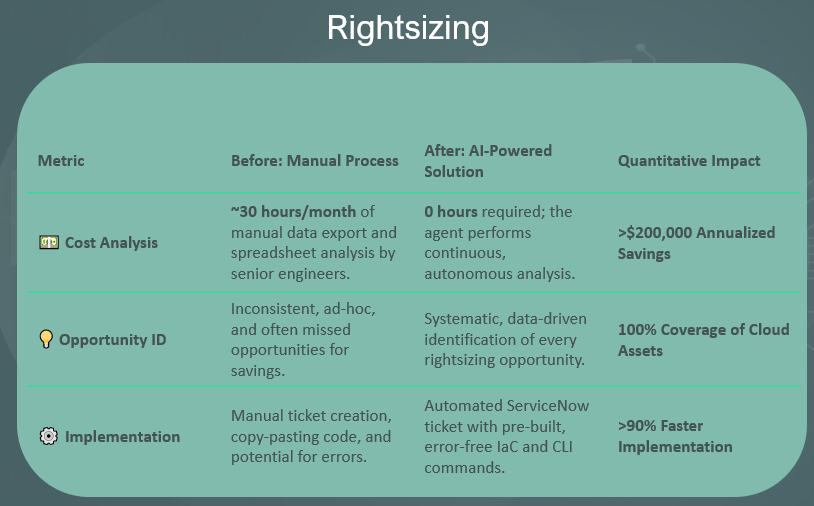 Rightsizing
Metric
Before: Manual Process
After: AI-Powered
Solution
Quantitative Impact
Cost Analysis
~30 hours/month of
manual data export and
spreadsheet analysis by
senior engineers.
0 hours required; the
agent performs
continuous,
autonomous analysis.
>$200,000 Annualized
Savings
Opportunity ID
Inconsistent, ad-hoc,
and often missed
opportunities for
savings.
Systematic, data-driven
identification of every
rightsizing opportunity.
100% Coverage of Cloud
Assets
Implementation
Manual ticket creation,
copy-pasting code, and
potential for errors.
Automated ServiceNow
ticket with pre-built,
error-free IaC and CLI
commands.
>90% Faster
Implementation